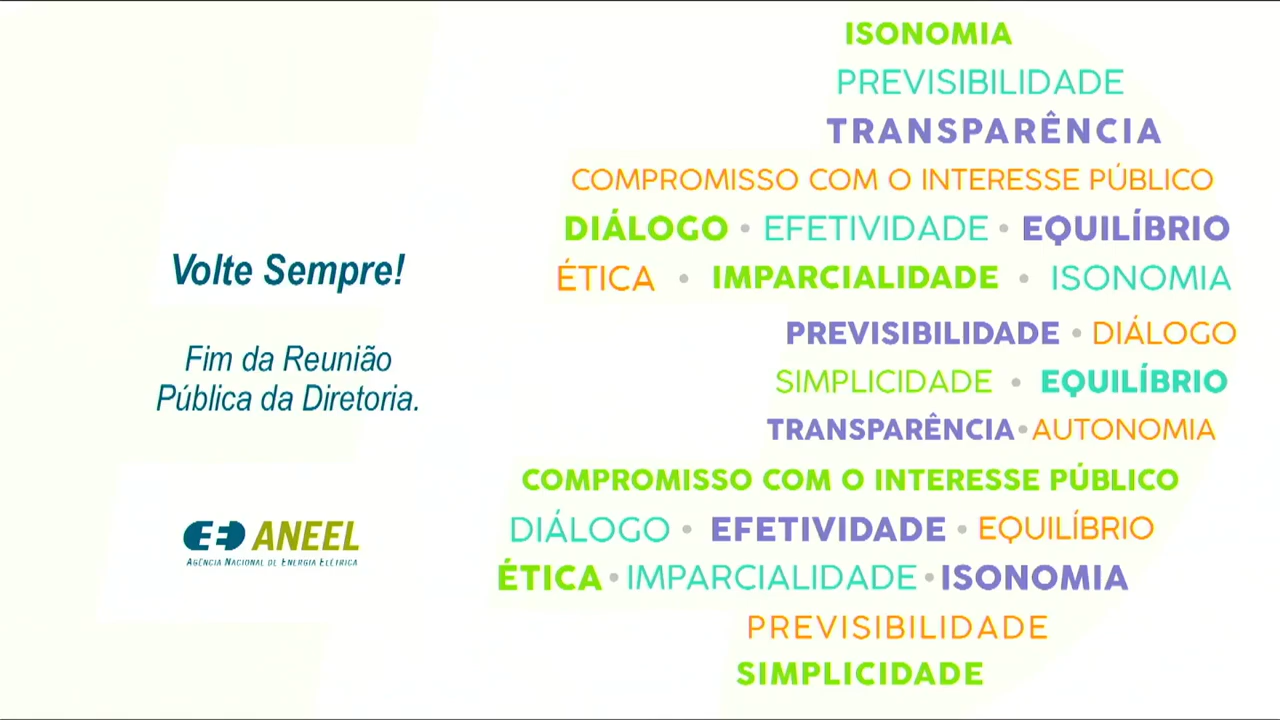 Volte Sempre!
Fim da Reunião
Pública da Diretoria.
ANEEL
AGÊNCIA NACIONAL DE ENERGIA ELÉTRICA
ISONOMIA
PREVISIBILIDADE
TRANSPARÊNCIA
COMPROMISSO COM O INTERESSE PÚBLICO
DIÁLOGO • EFETIVIDADE • EQUILÍBRIO
ÉTICA • IMPARCIALIDADE • ISONOMIA
PREVISIBILIDADE • DIÁLOGO
SIMPLICIDADE • EQUILÍBRIO
TRANSPARÊNCIA • AUTONOMIA
COMPROMISSO COM O INTERESSE PÚBLICO
DIÁLOGO • EFETIVIDADE • EQUILÍBRIO
ÉTICA • IMPARCIALIDADE • ISONOMIA
PREVISIBILIDADE
SIMPLICIDADE